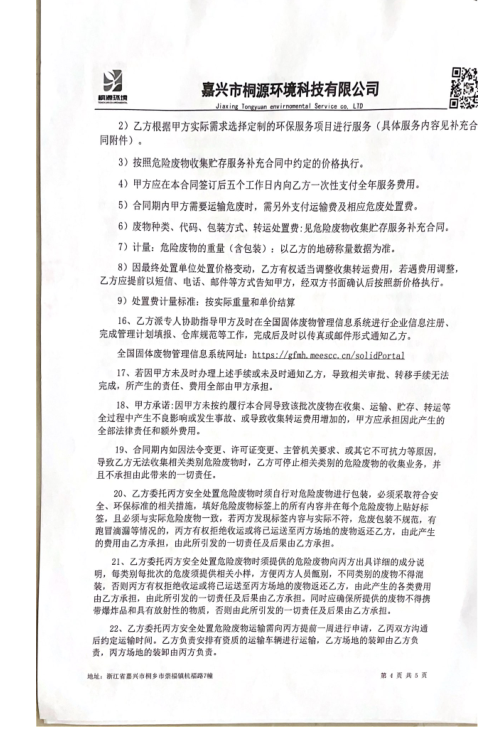 桐源环境
嘉兴市桐源环境科技有限公司
Jiaxing Tongyuan envirnomental Service co. LTD
2）乙方根据甲方实际需求选择定制的环保服务项目进行服务（具体服务内容见补充合
同附件）。
3）按照危险废物收集贮存服务补充合同中约定的价格执行。
4）甲方应在本合同签订后五个工作日内向乙方一次性支付全年服务费用。
5）合同期内甲方需要运输危废时，需另外支付运输费及相应危废处置费。
6）废物种类、代码、包装方式、转运处置费:见危险废物收集贮存服务补充合同。
7）计量：危险废物的重量（含包装）：以乙方的地磅称量数据为准。
8）因最终处置单位处置价格变动，乙方有权适当调整收集转运费用，若遇费用调整，
乙方应提前以短信、电话、邮件等方式告知甲方，经双方书面确认后按照新价格执行。
9）处置费计量标准：按实际重量和单价结算
16、乙方派专人协助指导甲方及时在全国固体废物管理信息系统进行企业信息注册、
完成管理计划填报、仓库规范等工作，完成后及时以传真或邮件形式通知乙方。
全国固体废物管理信息系统网址：https://gfmh.meescc.cn/solidPortal
17、若因甲方未及时办理上述手续或未及时通知乙方，导致相关审批、转移手续无法
完成，所产生的责任、费用全部由甲方承担。
18、甲方承诺:因甲方未按约履行本合同导致该批次废物在收集、运输、贮存、转运等
全过程中产生不良影响或发生事故、或导致收集转运费用增加的，甲方应承担因此产生的
全部法律责任和额外费用。
19、合同期内如因法令变更、许可证变更、主管机关要求、或其它不可抗力等原因，
导致乙方无法收集相关类别危险废物时，乙方可停止相关类别的危险废物的收集业务，并
且不承担由此带来的一切责任。
20、乙方委托丙方安全处置危险废物时须自行对危险废物进行包装，必须采取符合安
全、环保标准的相关措施，填好危险废物标签上的所有内容并在每个危险废物上贴好标
签，且必须与实际危险废物一致，若丙方发现标签内容与实际不符，危废包装不规范，有
跑冒滴漏等情况的，丙方有权拒绝收运或将已运送至丙方场地的废物返还乙方，由此产生
的费用由乙方承担，由此所引发的一切责任及后果由乙方承担。
21、乙方委托丙方安全处置危险废物时须提供的危险废物向丙方出具详细的成分说
明，每类别每批次的危废须提供相关小样，方便丙方人员甄别，不同类别的废物不得混
装，否则丙方有权拒绝收运或将已运送至丙方场地的废物返还乙方，由此产生的各类费用
由乙方承担，由此所引发的一切责任及后果由乙方承担。同时应确保所提供的废物不得携
带爆炸品和具有放射性的物质，否则由此所引发的一切责任及后果由乙方承担。
22、乙方委托丙方安全处置危险废物运输需向丙方提前一周进行申请，乙丙双方沟通
后约定运输时间，乙方负责安排有资质的运输车辆进行运输，乙方场地的装卸由乙方负
责，丙方场地的装卸由丙方负责。
地址：浙江省嘉兴市桐乡市崇福镇杭福路7幢
第 4 页 共 5 页